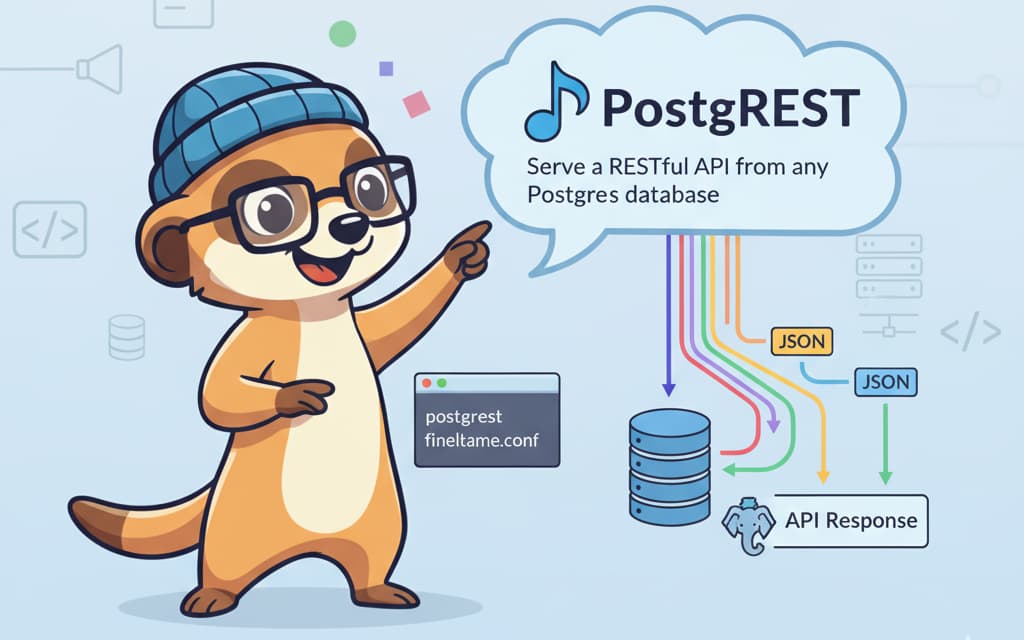 PostgREST
Serve a RESTful API from any
Postgres database
JSON
JSON
postgrest
fineltame.conf
API Response